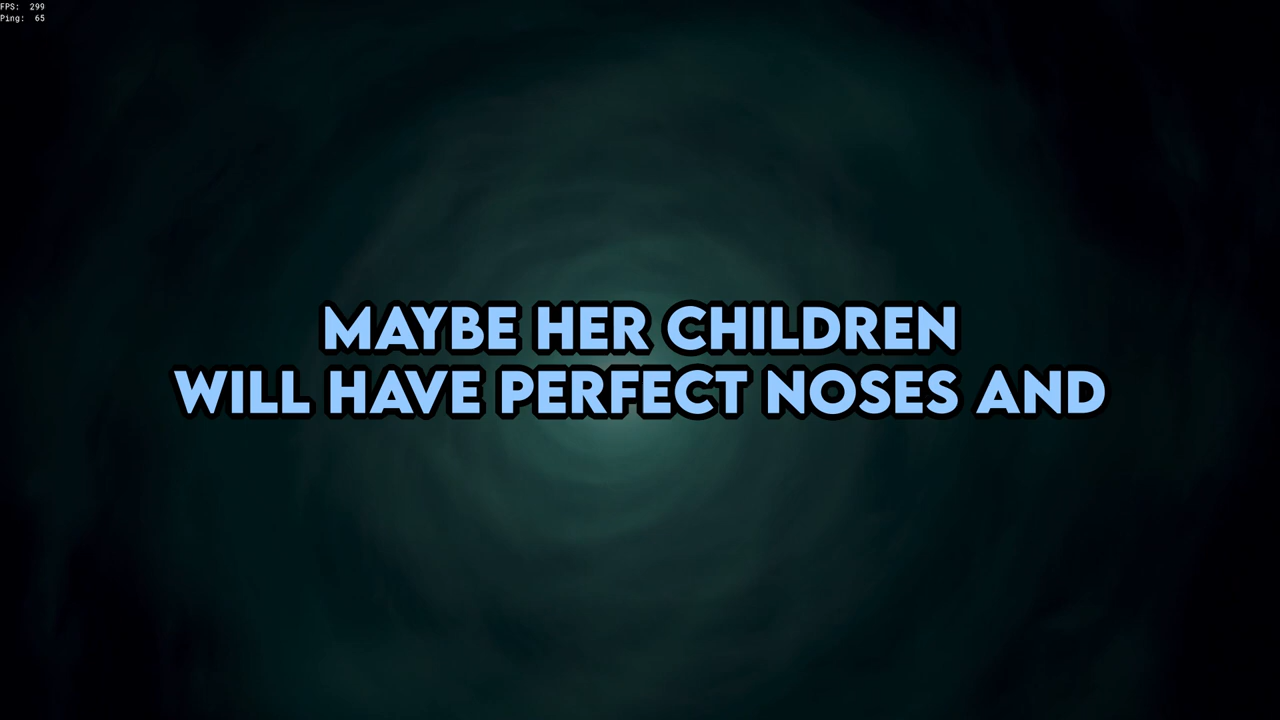 FPS: 299
Ping: 65
MAYBE HER CHILDREN
WILL HAVE PERFECT NOSES AND